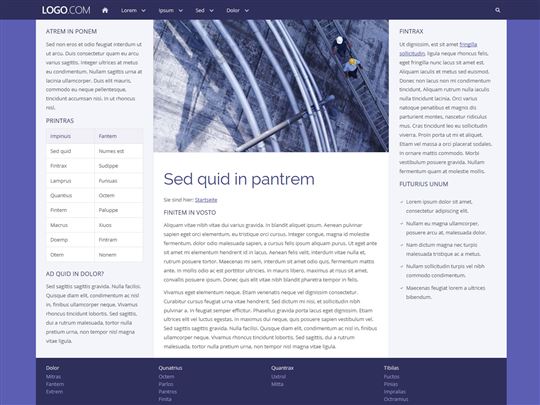 LOGO.COM
Lorem
Ipsum
Sed
Dolor
ATREM IN PONEM
Sed non eros et odio feugiat interdum ut
ut arcu. Duis consectetur quam eu arcu
varius sagittis. Integer ultrices at metus
eu condimentum. Nullam sagittis urna at
lacinia ullamcorper. Duis elit mauris,
commodo eu neque pellentesque,
tincidunt accumsan nisl. In ut rhoncus
nisl.
PRINTRAS
Impinus Fantem
Sed quid Numes est
Fintrax Sudippe
Lamprus Funiuas
Quantius Octem
Finitem Paluppe
Macrus Xiuos
Doemp Fintram
Otem Nonem
AD QUID IN DOLOR?
Sed sagittis sagittis gravida. Nulla facilisi.
Quisque diam elit, condimentum ac nisl
in, finibus ullamcorper neque. Vivamus
rhoncus tincidunt lobortis. Sed sagittis,
dui a rutrum malesuada, tortor nulla
pretium urna, non tempor nisl magna
vitae ligula.
Sed quid in pantrem
Sie sind hier: Startseite
FINITEM IN VOSTO
Aliquam vitae nibh vitae dui varius gravida. In blandit aliquet ipsum. Aenean pulvinar
sapien eget orci elementum, eu tristique orci cursus. Integer congue, magna id molestie
fermentum, dolor odio malesuada sapien, a cursus felis ipsum aliquam purus. Ut eget ante
sit amet mi elementum hendrerit id in lacus. Aenean felis velit, interdum vitae nulla et,
rutrum posuere tortor. Maecenas mi sem, interdum sit amet odio quis, fermentum mattis
ante. In mollis odio ac est porttitor ultricies. In mauris libero, maximus at risus sit amet,
convallis posuere ipsum. Donec quis elit vitae nibh blandit pharetra tempor in felis.
Vivamus eget elementum neque. Etiam venenatis neque vel dignissim consectetur.
Curabitur cursus feugiat urna vitae hendrerit. Sed dictum mi nisi, et sollicitudin nibh
pulvinar a. In feugiat semper efficitur. Phasellus gravida porta lacus eget dignissim. Etiam
ultrices elit vel luctus egestas. In maximus dui neque, quis posuere sapien vestibulum vel.
Sed sagittis sagittis gravida. Nulla facilisi. Quisque diam elit, condimentum ac nisl in, finibus
ullamcorper neque. Vivamus rhoncus tincidunt lobortis. Sed sagittis, dui a rutrum malesuada,
tortor nulla pretium urna, non tempor nisl magna vitae ligula.
FINTRAX
Ut dignissim, est sit amet fringilla
sollicitudin, ligula neque rhoncus felis,
eget fringilla nunc lacus sit amet est.
Aliquam iaculis et metus sed euismod.
Donec non lacus non mi condimentum
tincidunt. Aliquam rutrum nulla iaculis
nulla tincidunt lacinia. Orci varius
natoque penatibus et magnis dis
parturient montes, nascetur ridiculus
mus. Cras tincidunt leo eu sollicitudin
viverra. Proin porta ut mi et aliquet.
Etiam vel massa a orci placerat sodales,
in ornare mattis commodo. Morbi
vestibulum posuere gravida. Nullam
fermentum quam at molestie mollis.
FUTURIUS UNUM
Lorem ipsum dolor sit amet,
consectetur adipiscing elit.
Nullam eu magna ullamcorper,
posuere arcu at, malesuada dolor.
Nam dictum magna nec turpis
malesuada tristique ac a metus.
Nullam sollicitudin turpis vel nibh
commodo condimentum.
Maecenas feugiat lorem a ultrices
bibendum.
Dolor
Mitras
Fantem
Extrem
Qunatrius
Octem
Parlos
Pantros
Finita
Quantrax
Uxtrol
Mitta
Tibilas
Fuctos
Pinias
Impralias
Octientus